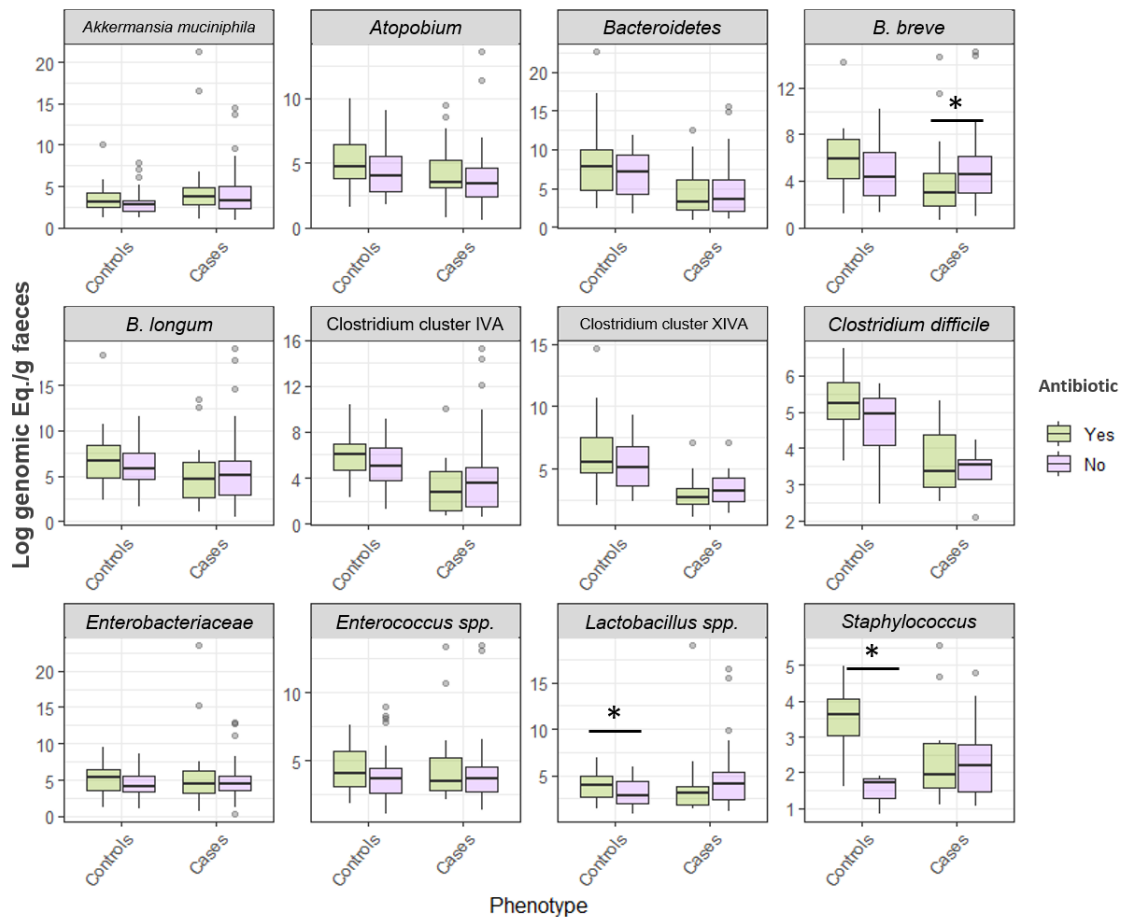 Akkermansia muciniphila
Atopobium
Bacteroidetes
B. breve
20
15
10
5
0
10
5
0
20
15
10
5
0
12
8
4
0
*
Controls
Cases
Controls
Cases
Controls
Cases
Controls
Cases
Log genomic Eq./g faeces
B. longum
Clostridium cluster IVA
Clostridium cluster XIVA
Clostridium difficile
15
10
5
0
16
12
8
4
0
15
10
5
6
5
4
3
2
Controls
Cases
Controls
Cases
Controls
Cases
Controls
Cases
Antibiotic
Yes
No
Enterobacteriaceae
Enterococcus spp.
Lactobacillus spp.
Staphylococcus
20
15
10
5
0
10
5
15
10
5
0
*
5
4
3
2
1
*
Controls
Cases
Controls
Cases
Controls
Cases
Controls
Cases
Phenotype